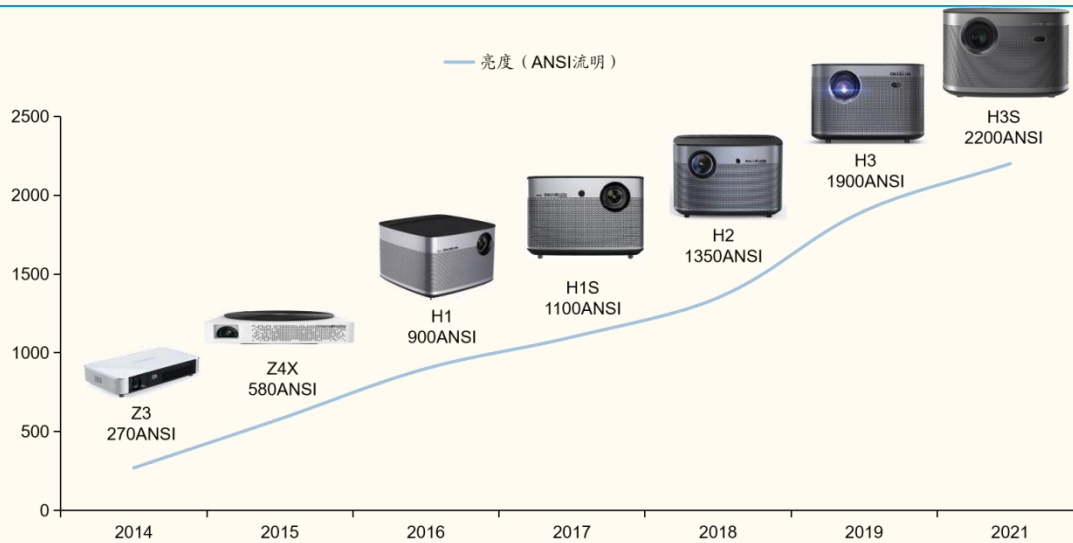 亮度（ANSI流明）
2500
2000
1500
1000
500
0
Z3
270ANSI
Z4X
580ANSI
H1
900ANSI
H1S
1100ANSI
H2
1350ANSI
H3
1900ANSI
H3S
2200ANSI
2014
2015
2016
2017
2018
2019
2021